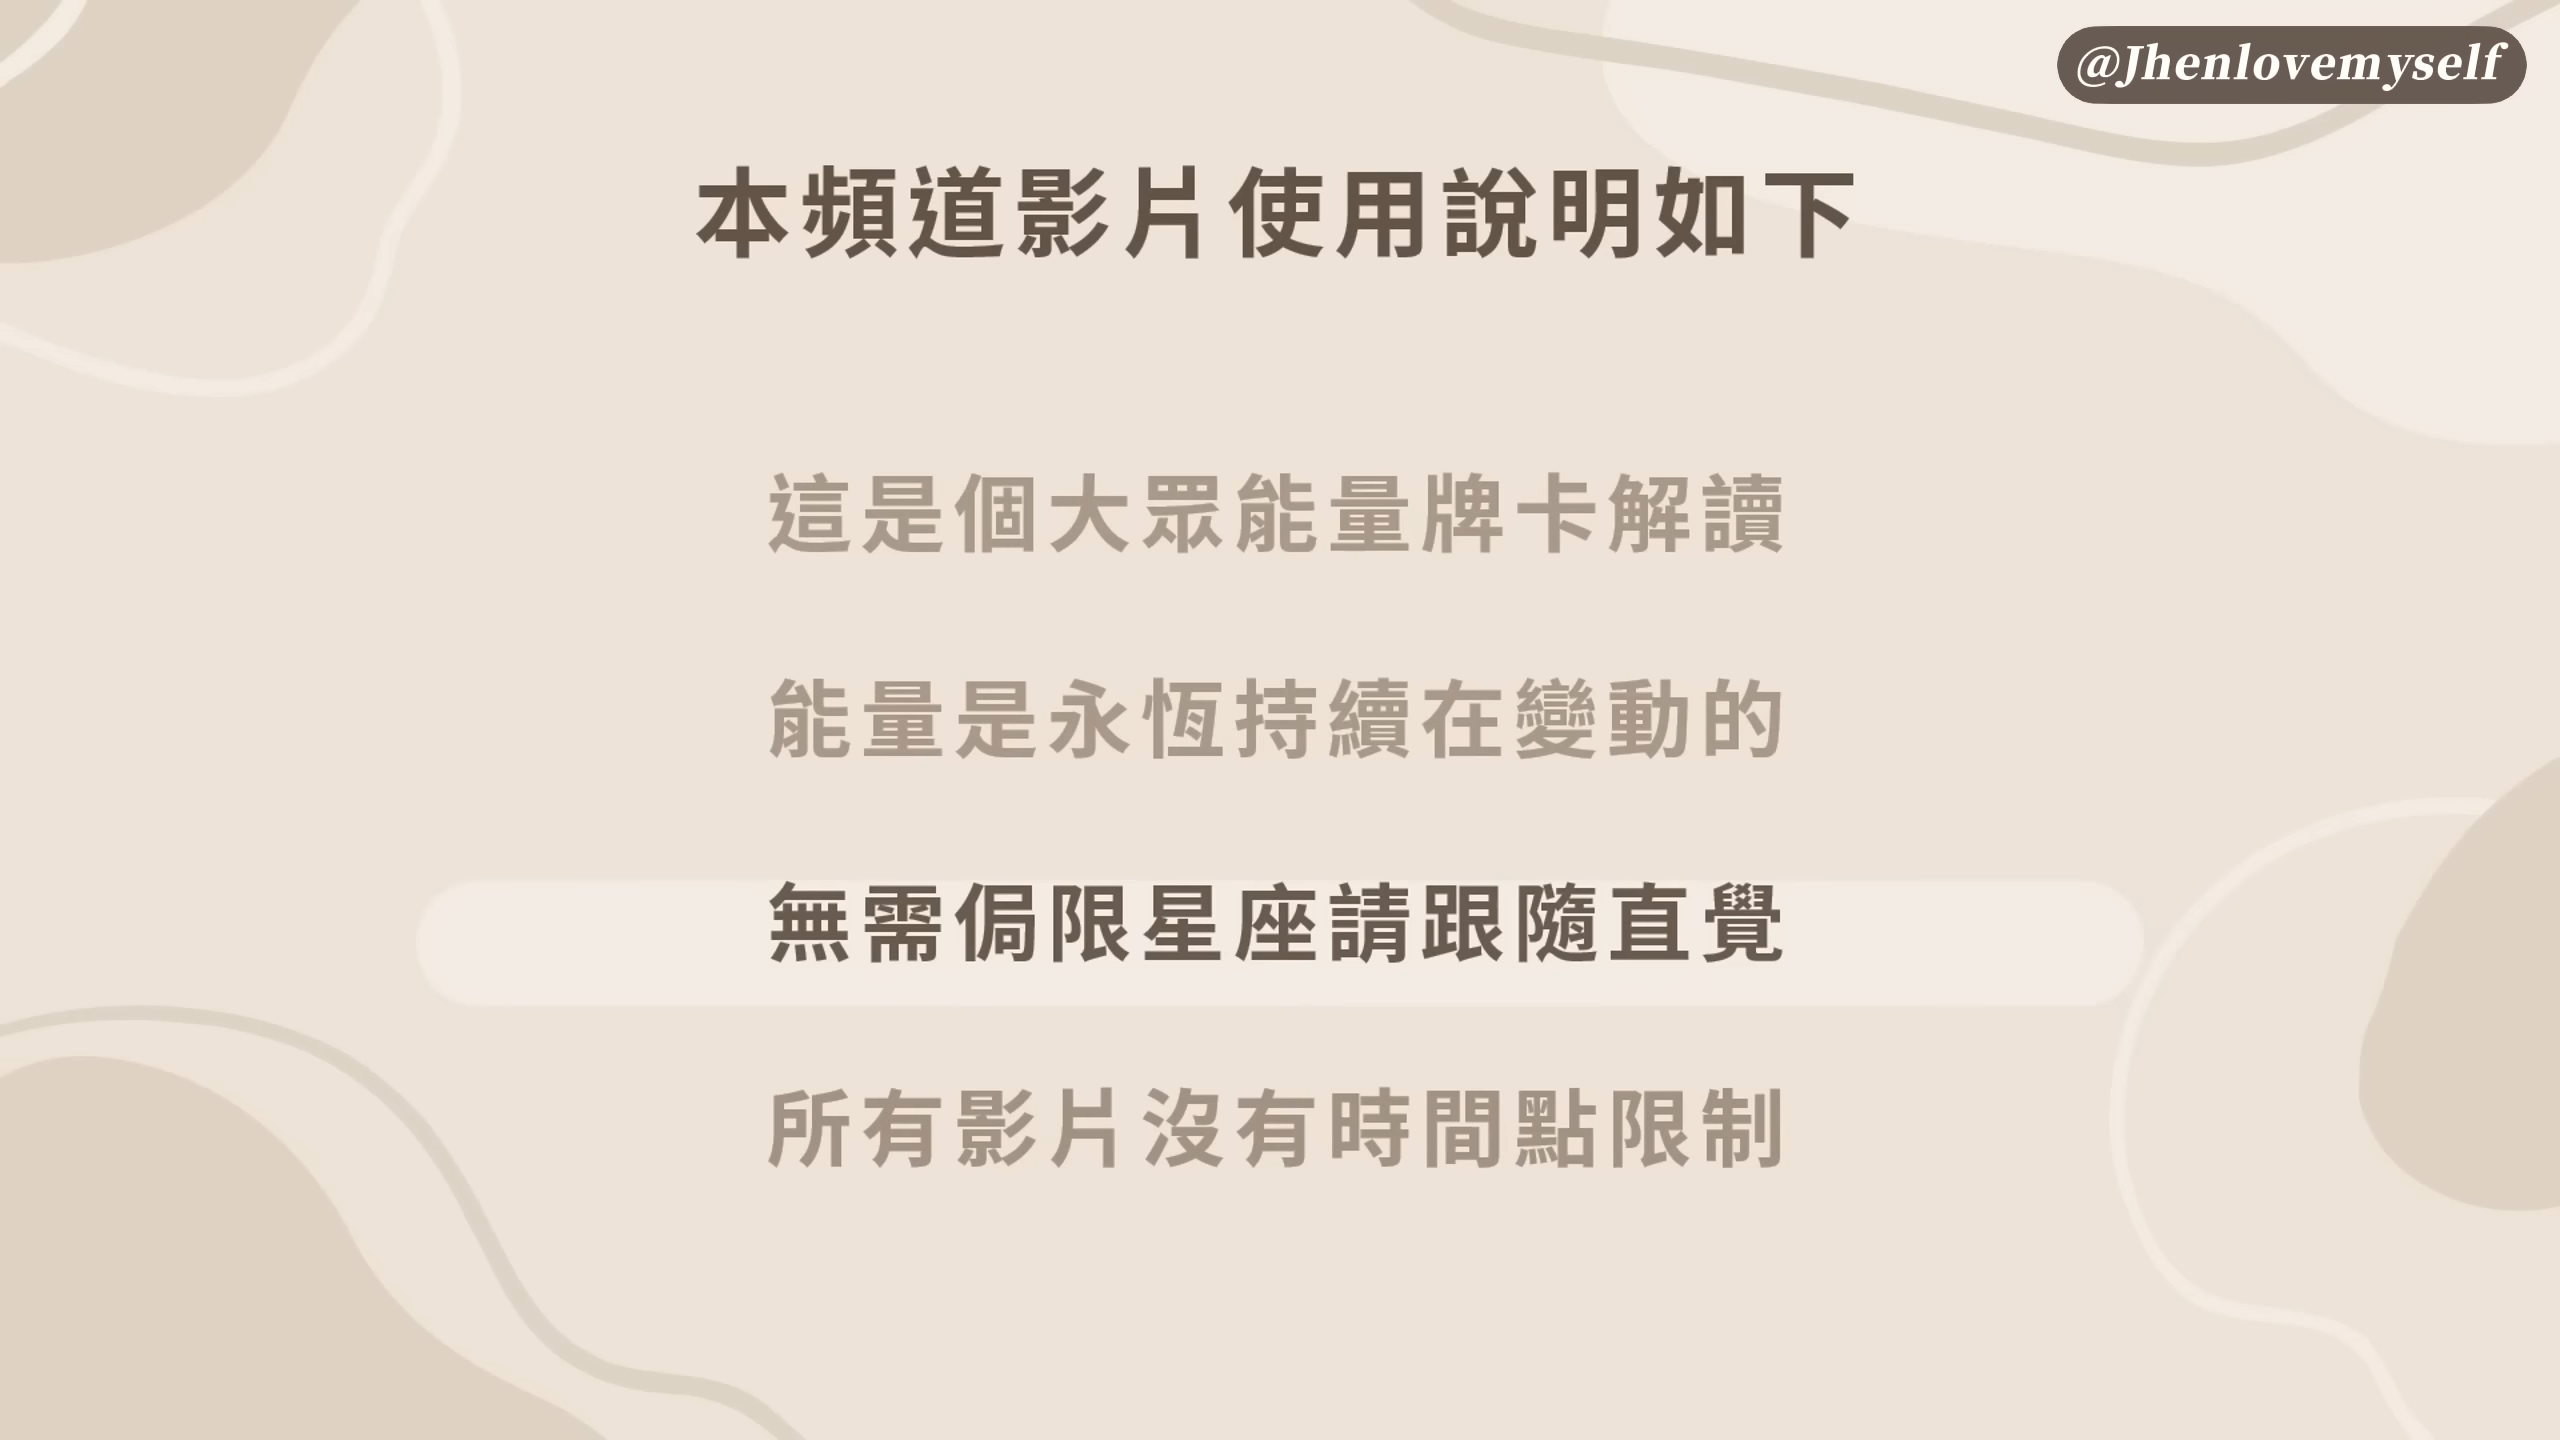 @Jhenlovemyself
本頻道影片使用說明如下
這是個大眾能量牌卡解讀
能量是永恆持續在變動的
無需侷限星座請跟隨直覺
所有影片沒有時間點限制